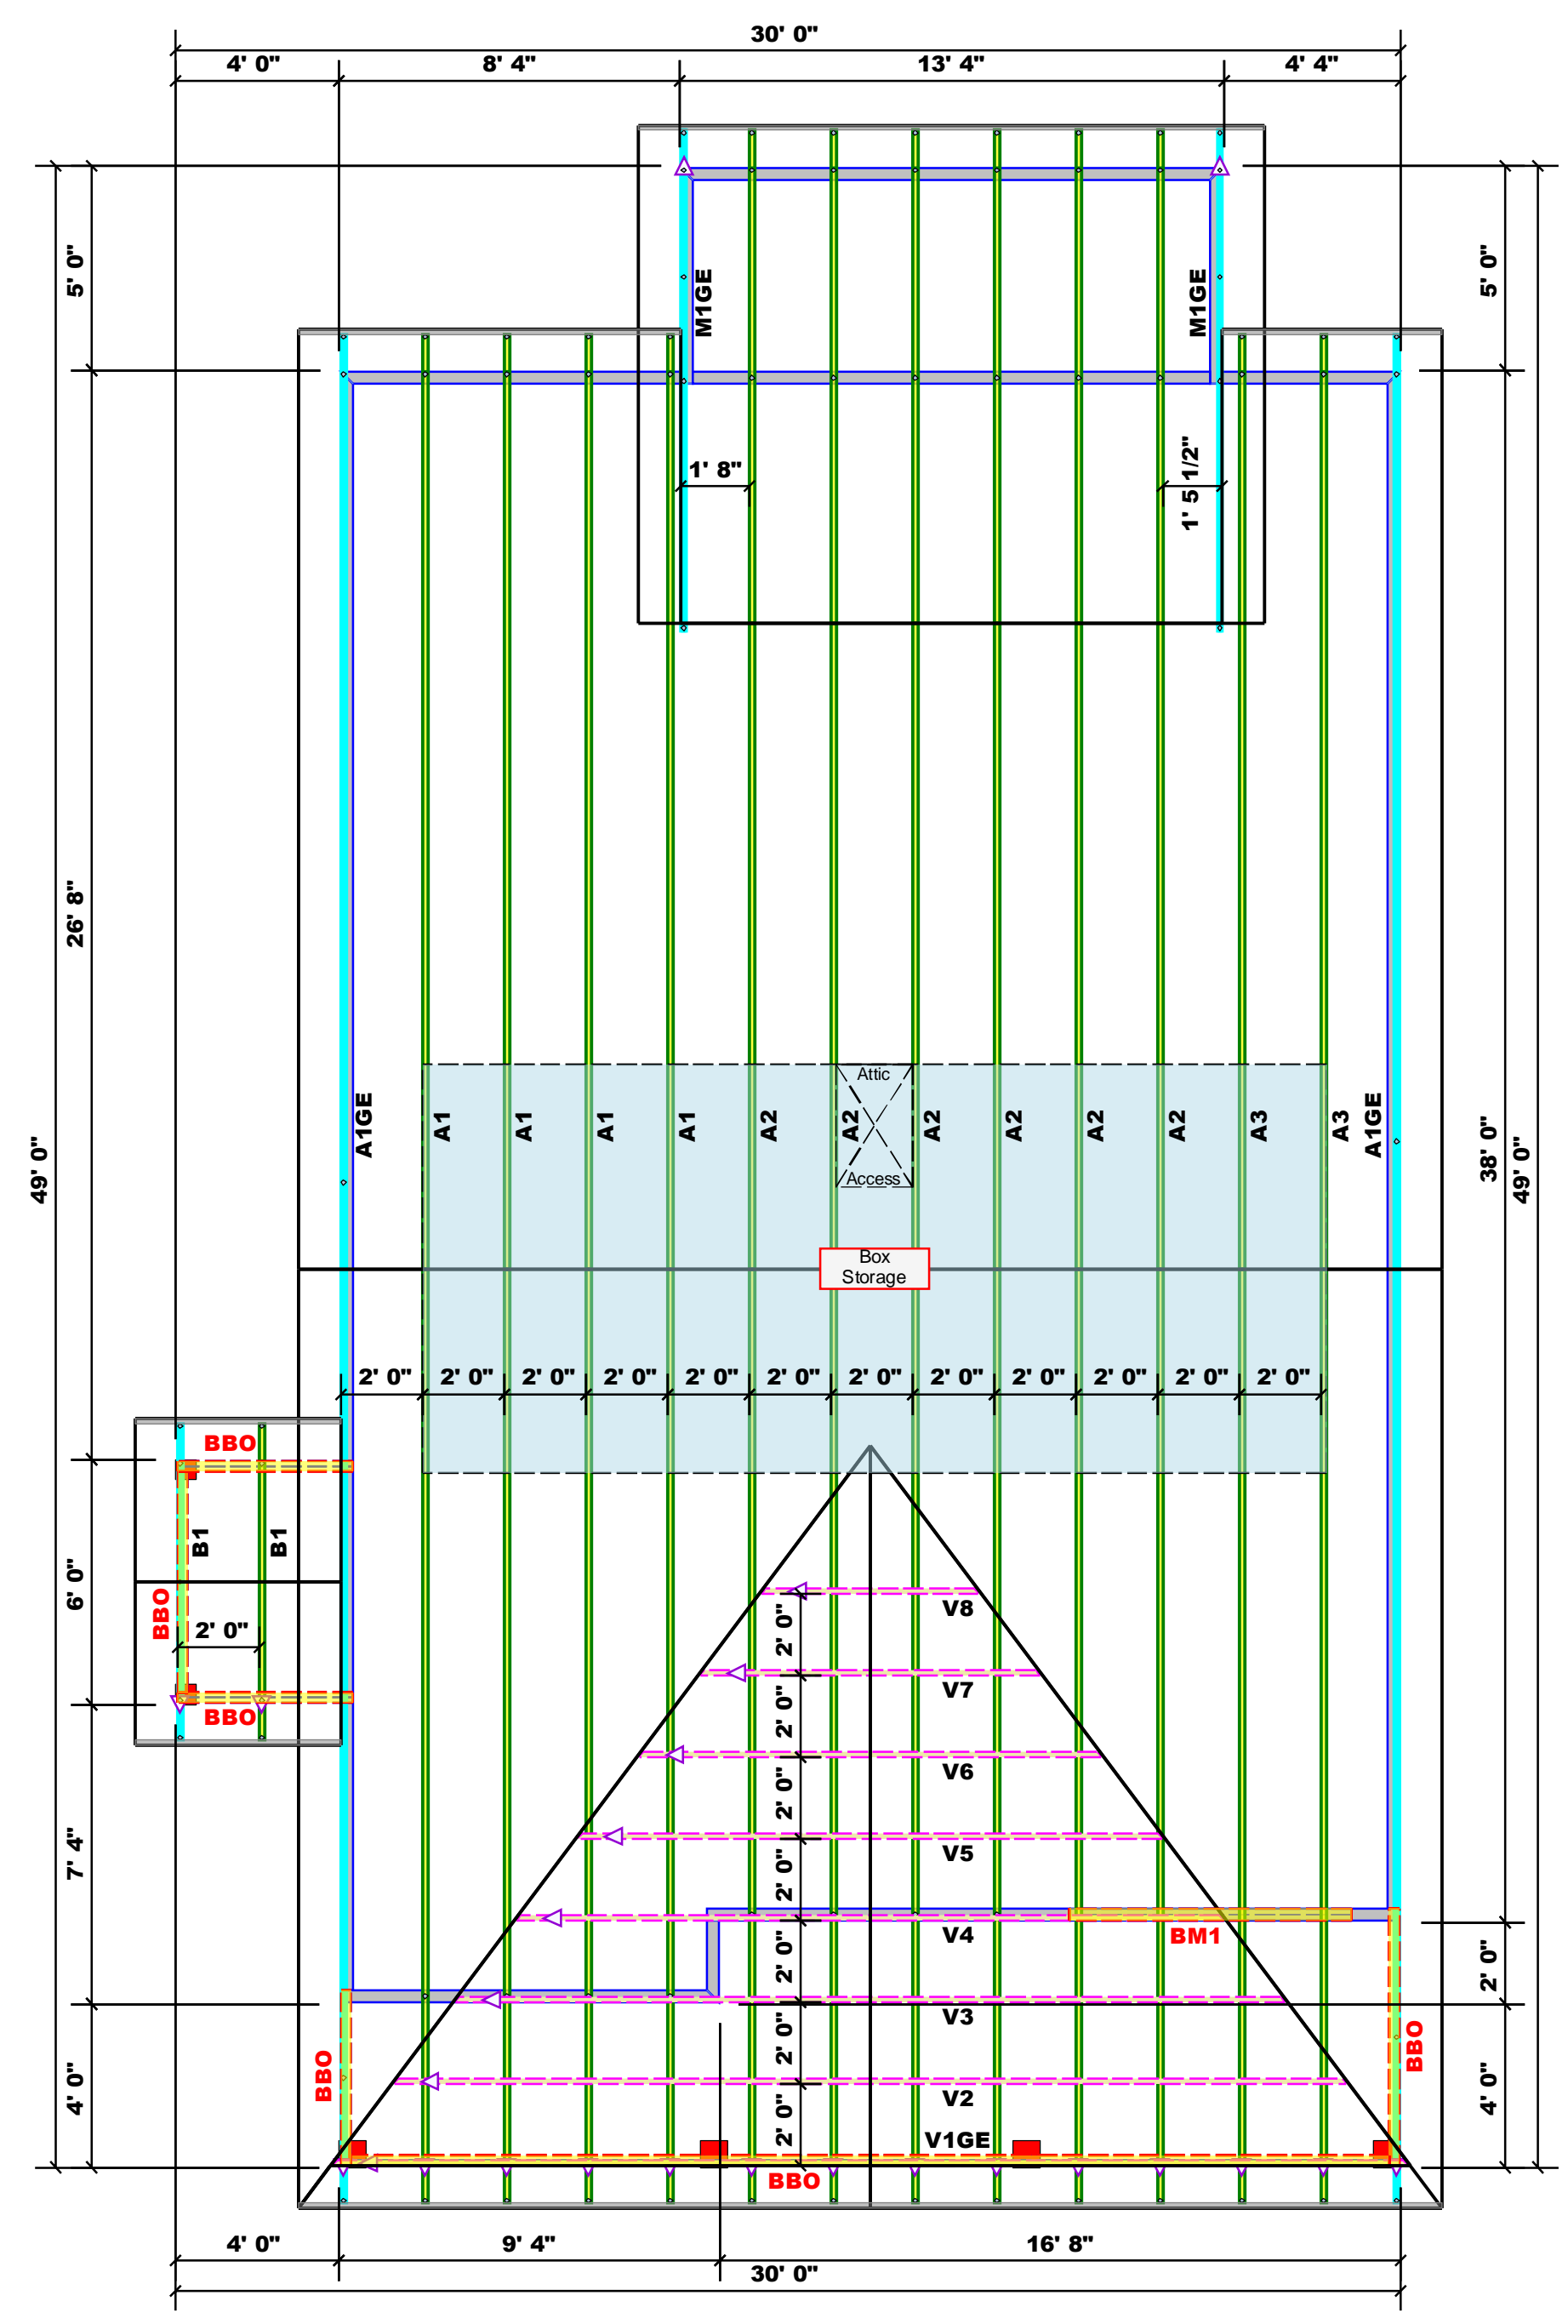 30' 0"
4' 0" 8' 4" 13' 4" 4' 4"
5' 0" 5' 0"
M1GE M1GE
1' 8" 1' 5 1/2"
26' 8"
Attic
A1GE A1 A1 A1 A1 A2 A2 A2 A2 A2 A2 A3 A3 A1GE
Access
49' 0" 38' 0" 49' 0"
Box
Storage
2' 0" 2' 0" 2' 0" 2' 0" 2' 0" 2' 0" 2' 0" 2' 0" 2' 0" 2' 0" 2' 0" 2' 0"
BBO
B1 B1
6' 0" BBO
2' 0"
BBO
V8
2' 0"
V7
2' 0"
V6
2' 0"
V5
7' 4"
2' 0"
V4 BM1
2' 0" 2' 0"
V3
2' 0"
BBO BBO
4' 0" 4' 0"
V2
2' 0"
V1GE
BBO
4' 0" 9' 4" 16' 8"
30' 0"